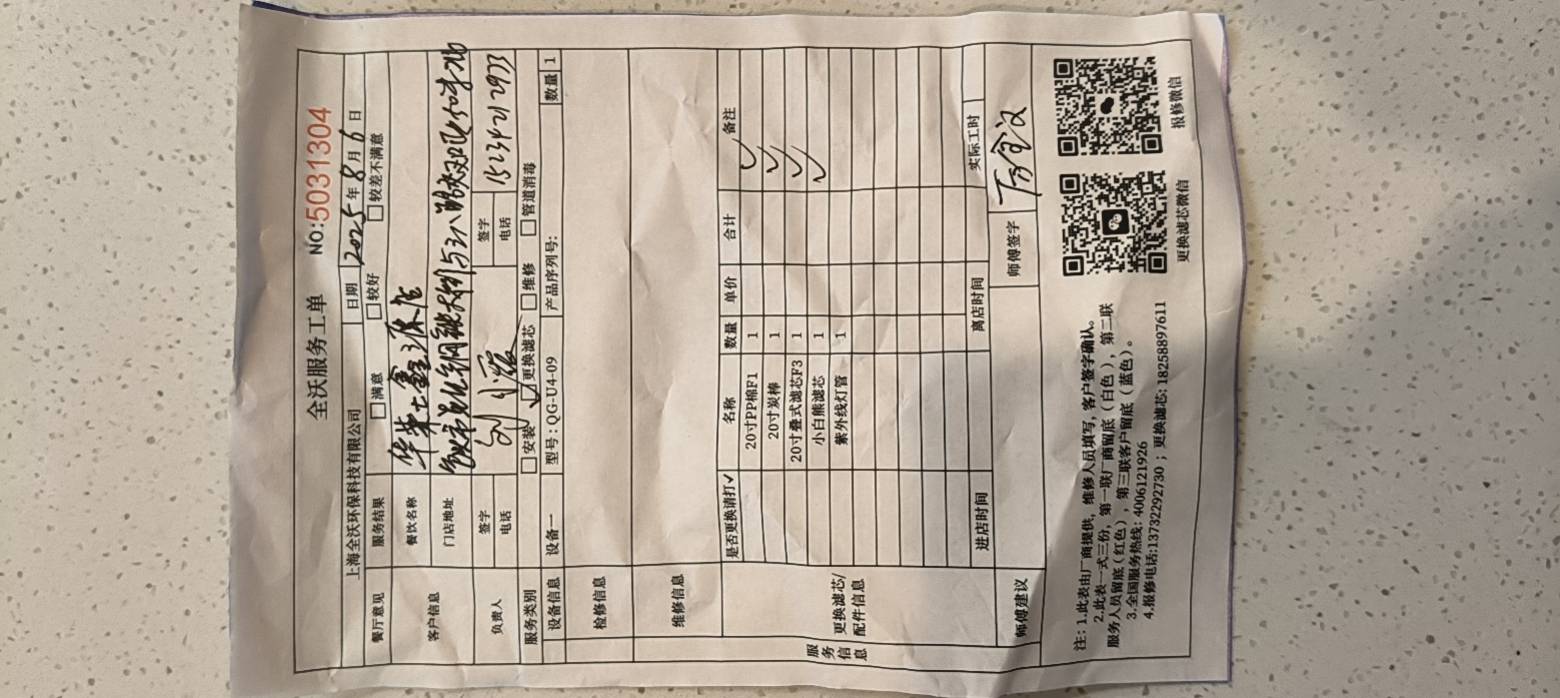 全沃服务工单
NO:5031304
上海全沃环保科技有限公司 日期 2025年8月6日
餐厅意见 服务结果 □满意 □较好 □较差不满意
客户信息 餐饮名称 华莱士鑫源店
门店地址
负责人 签字 签字
电话 电话 15234212933
服务类别 □安装 ☑更换滤芯 □维修 □管道消毒
设备信息 设备一 型号：QG-U4-09 产品序列号: 数量 1
检修信息
维修信息
服务信息
更换滤芯/配件信息
是否更换请打✓ 名称 数量 单价 合计 备注
20寸PP棉F1 1 ✓
20寸炭棒 1 ✓
20寸叠式滤芯F3 1 ✓
小白熊滤芯 1 ✓
紫外线灯管 1
进店时间 离店时间 实际工时
师傅建议 师傅签字
注：1.此表由厂商提供，维修人员填写，客户签字确认。
2.此表一式三份，第一联厂商留底（白色），第二联
服务人员留底（红色），第三联客户留底（蓝色）。
3.全国服务热线：4006121926
4.报修电话:13732292730；更换滤芯:18258897611
更换滤芯微信
报修微信